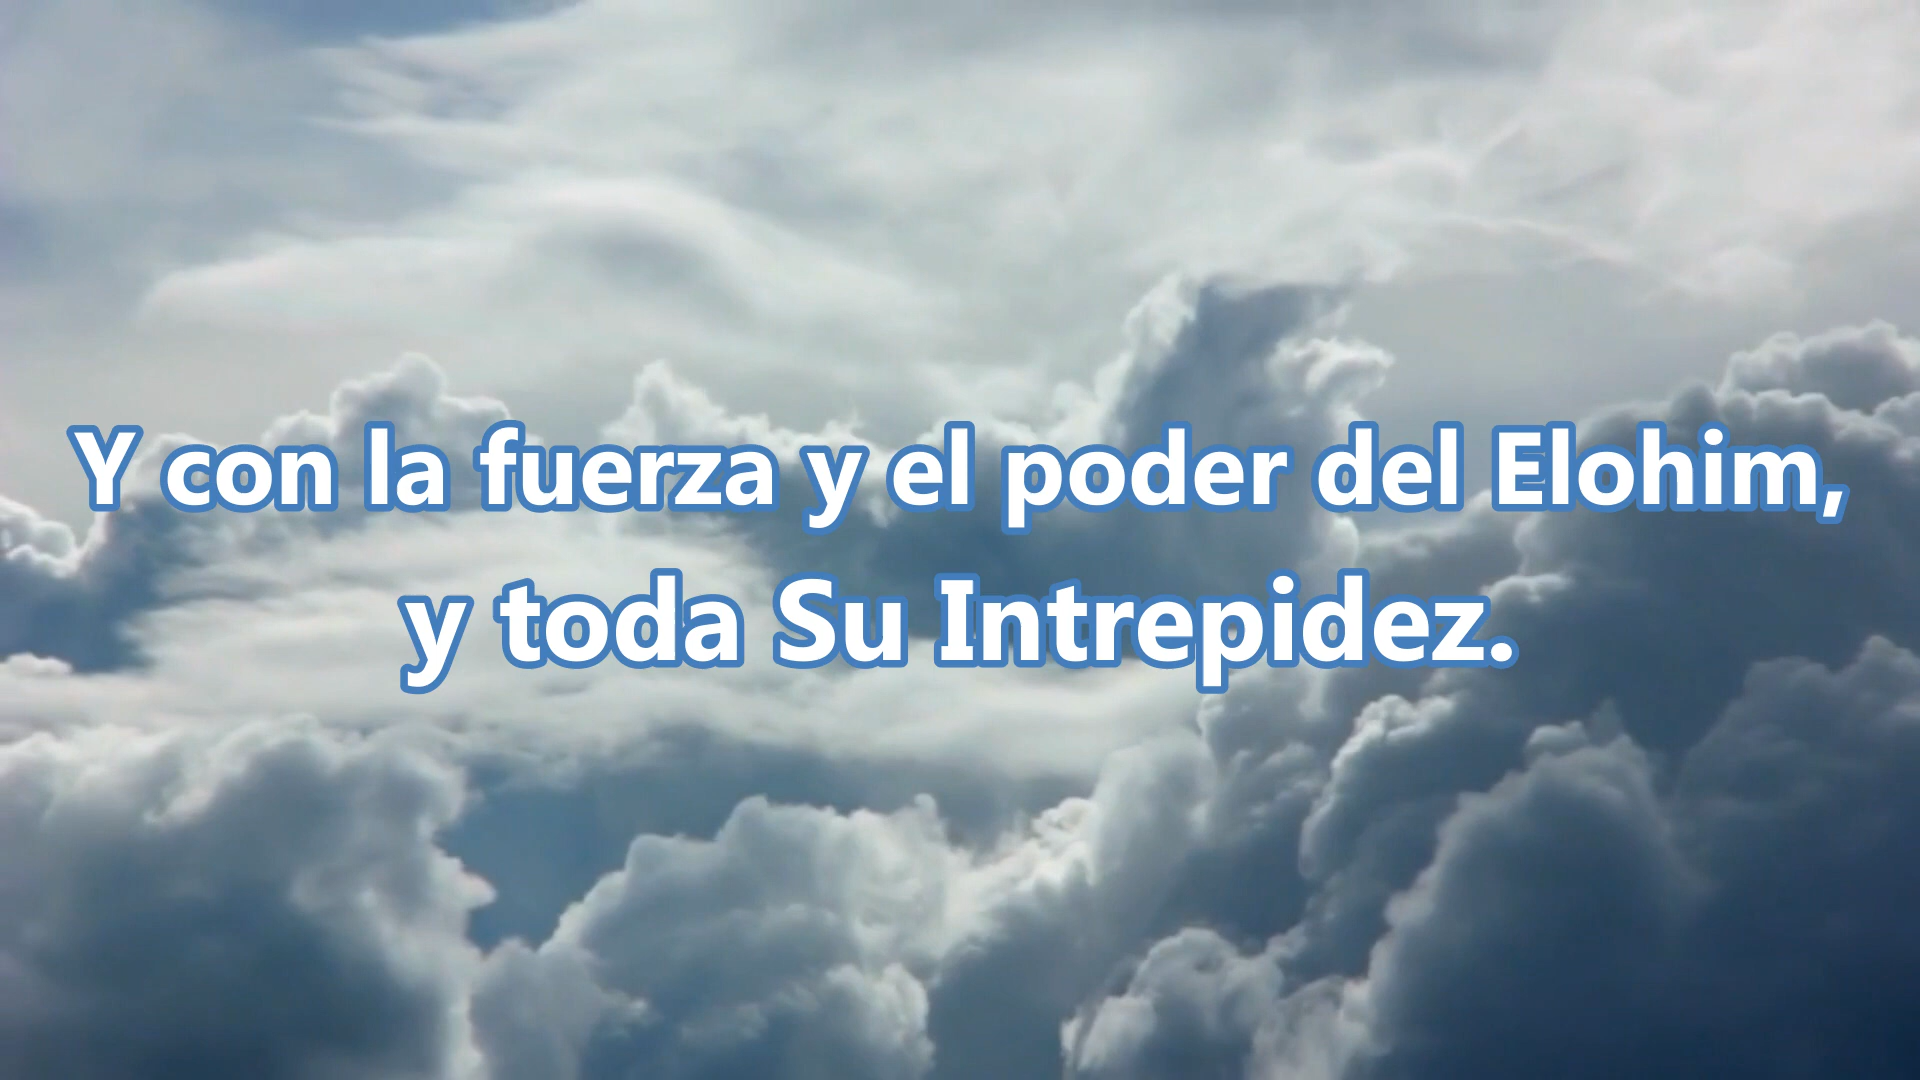 Y con la fuerza y el poder del Elohim,
y toda Su Intrepidez.